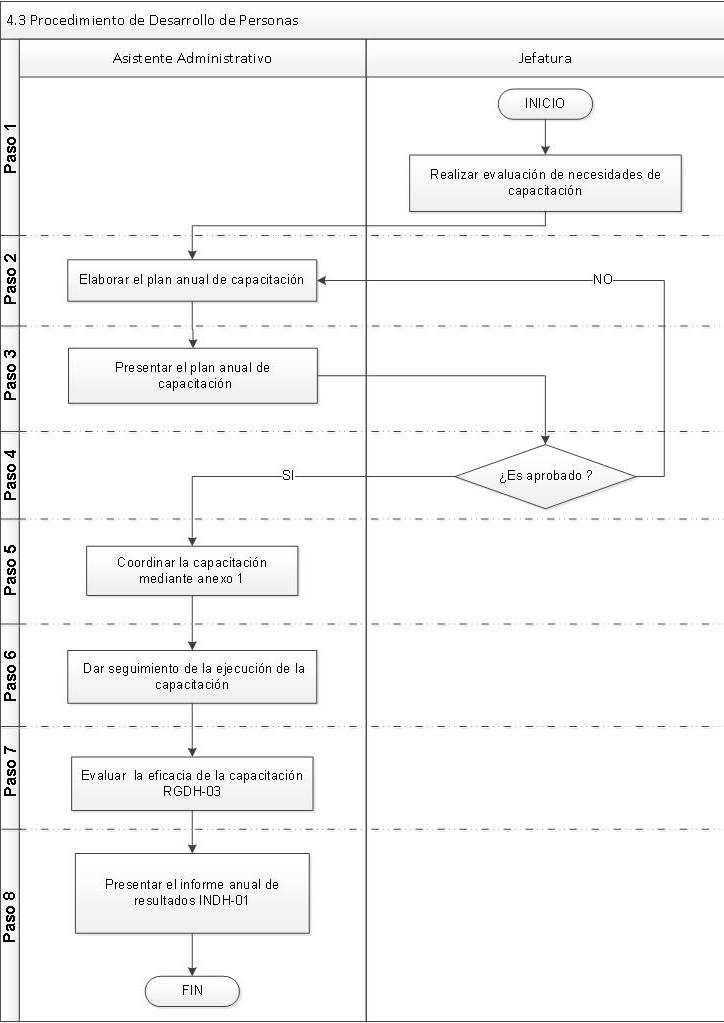 4.3 Procedimiento de Desarrollo de Personas
Asistente Administrativo
Jefatura
Paso 1
INICIO
Realizar evaluación de necesidades de
capacitación
Paso 2
Elaborar el plan anual de capacitación
NO
Paso 3
Presentar el plan anual de
capacitación
Paso 4
SI
¿Es aprobado ?
Paso 5
Coordinar la capacitación
mediante anexo 1
Paso 6
Dar seguimiento de la ejecución de la
capacitación
Paso 7
Evaluar la eficacia de la capacitación
RGDH-03
Paso 8
Presentar el informe anual de
resultados INDH-01
FIN